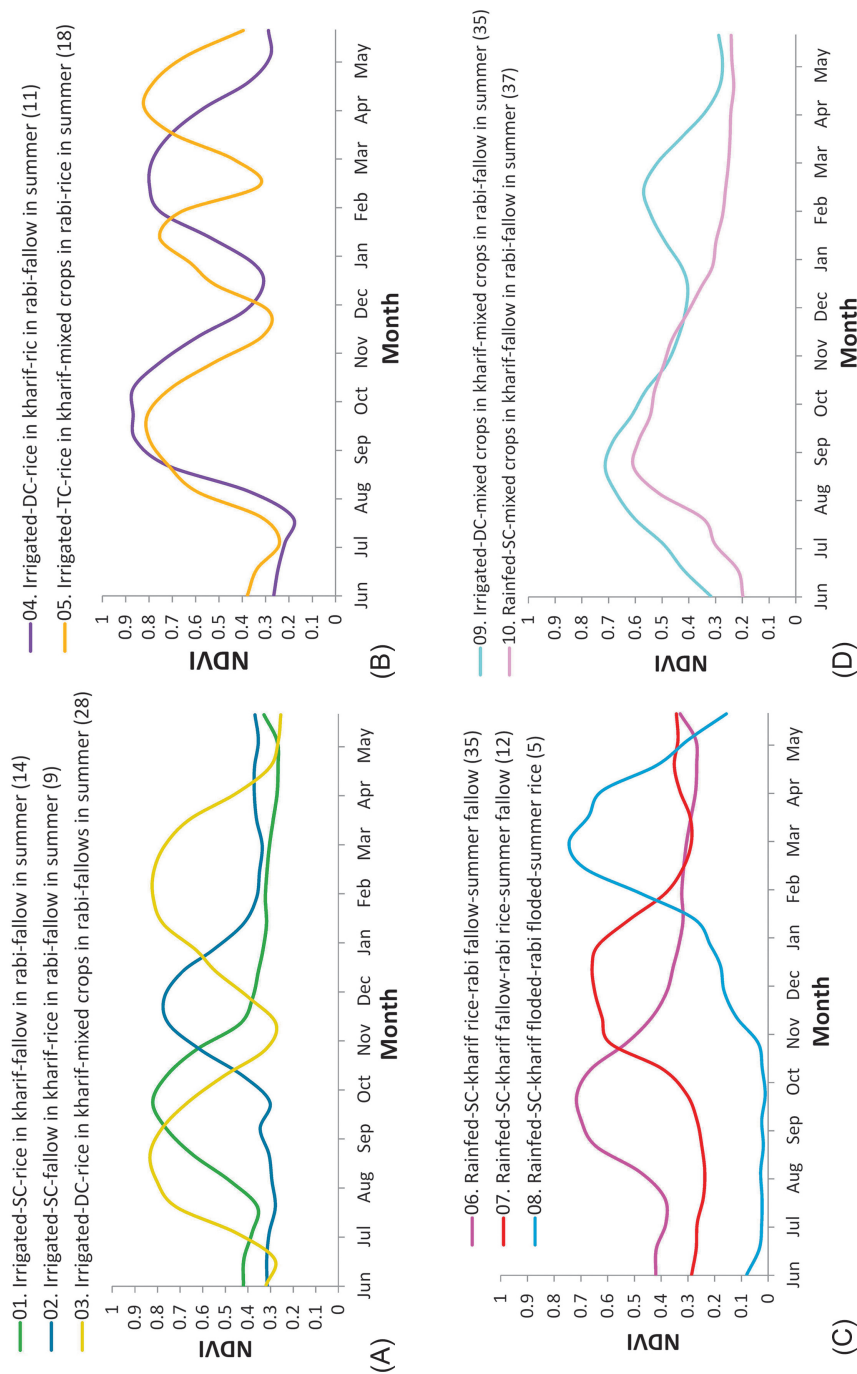 01. Irrigated-SC-rice in kharif-fallow in rabi-fallow in summer (14)
02. Irrigated-SC-fallow in kharif-rice in rabi-fallow in summer (9)
03. Irrigated-DC-rice in kharif-mixed crops in rabi-fallows in summer (28)
1
0.9
0.8
0.7
0.6
0.5
0.4
0.3
0.2
0.1
0
NDVI
Jun Jul Aug Sep Oct Nov Dec Jan Feb Mar Apr May
Month
(A)
04. Irrigated-DC-rice in kharif-ric in rabi-fallow in summer (11)
05. Irrigated-TC-rice in kharif-mixed crops in rabi-rice in summer (18)
1
0.9
0.8
0.7
0.6
0.5
0.4
0.3
0.2
0.1
0
NDVI
Jun Jul Aug Sep Oct Nov Dec Jan Feb Mar Apr May
Month
(B)
06. Rainfed-SC-kharif rice-rabi fallow-summer fallow (35)
07. Rainfed-SC-kharif fallow-rabi rice-summer fallow (12)
08. Rainfed-SC-kharif floded-rabi floded-summer rice (5)
1
0.9
0.8
0.7
0.6
0.5
0.4
0.3
0.2
0.1
0
NDVI
Jun Jul Aug Sep Oct Nov Dec Jan Feb Mar Apr May
Month
(C)
09. Irrigated-DC-mixed crops in kharif-mixed crops in rabi-fallow in summer (35)
10. Rainfed-SC-mixed crops in kharif-fallow in rabi-fallow in summer (37)
1
0.9
0.8
0.7
0.6
0.5
0.4
0.3
0.2
0.1
0
NDVI
Jun Jul Aug Sep Oct Nov Dec Jan Feb Mar Apr May
Month
(D)